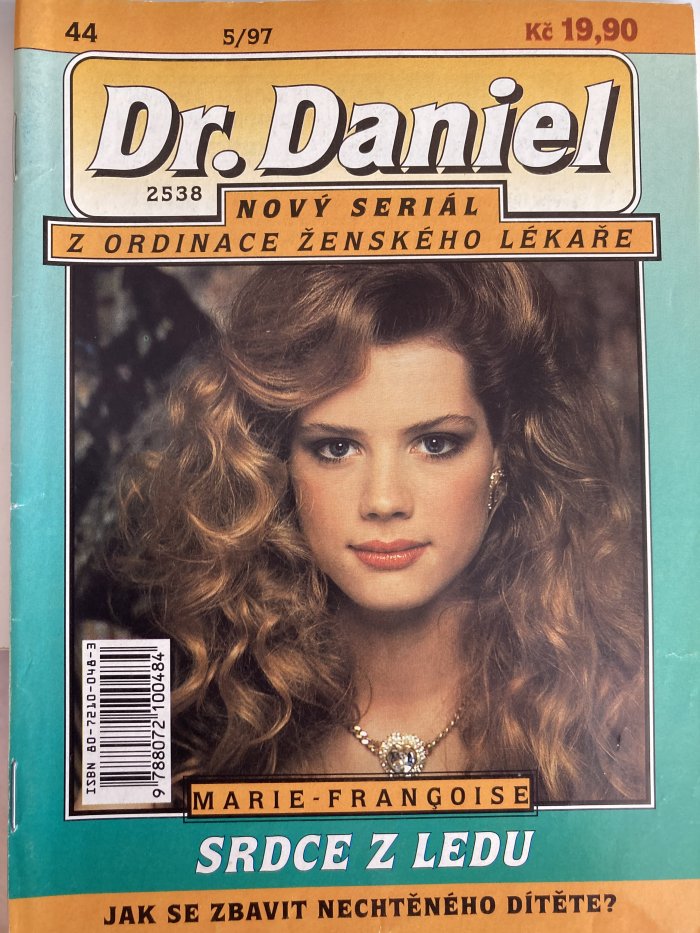 44 5/97 Kč 19,90
Dr. Daniel
2538
NOVÝ SERIÁL
Z ORDINACE ŽENSKÉHO LÉKAŘE
ISBN 80-7210-048-3
9 788072 100484
MARIE-FRANÇOISE
SRDCE Z LEDU
JAK SE ZBAVIT NECHTĚNÉHO DÍTĚTE?